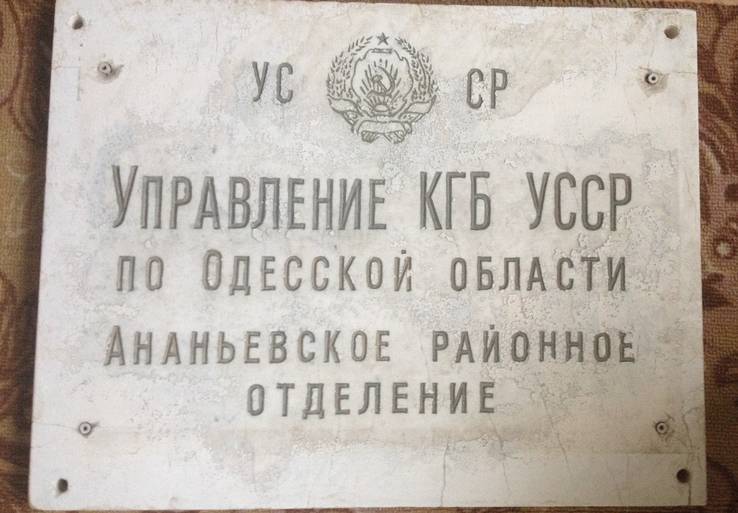 УС СР
УПРАВЛЕНИЕ КГБ УССР
ПО ОДЕССКОЙ ОБЛАСТИ
АНАНЬЕВСКОЕ РАЙОННОЕ
ОТДЕЛЕНИЕ